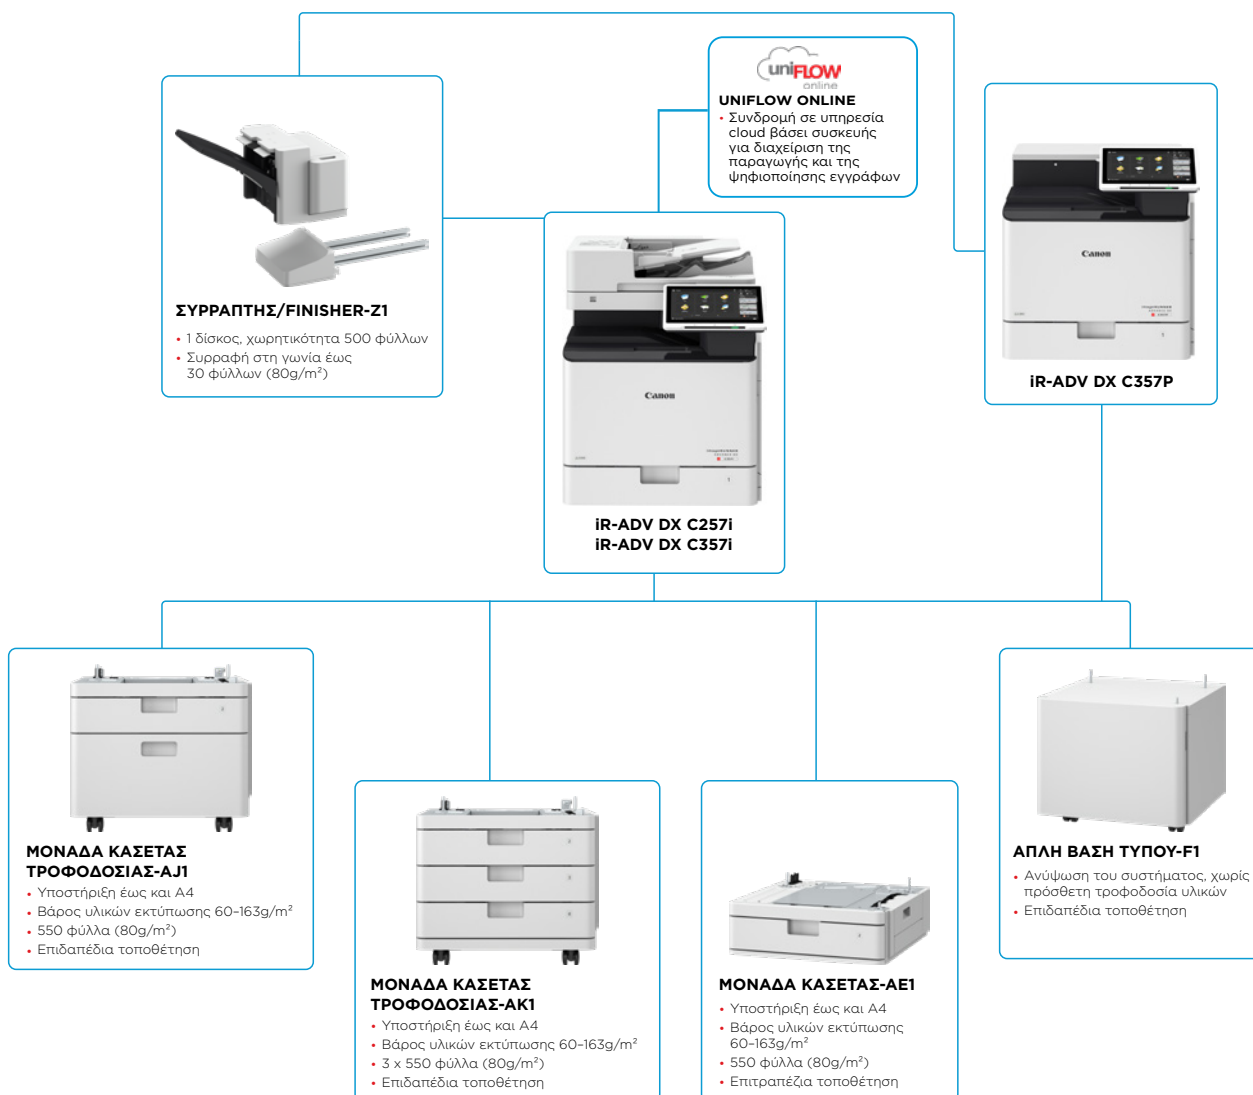 uniFLOW
online
UNIFLOW ONLINE
• Συνδρομή σε υπηρεσία
cloud βάσει συσκευής
για διαχείριση της
παραγωγής και της
ψηφιοποίησης εγγράφων
ΣΥΡΡΑΠΤΗΣ/FINISHER-Z1
• 1 δίσκος, χωρητικότητα 500 φύλλων
• Συρραφή στη γωνία έως
30 φύλλων (80g/m²)
Canon
iR-ADV DX C257i
iR-ADV DX C357i
Canon
iR-ADV DX C357P
ΜΟΝΑΔΑ ΚΑΣΕΤΑΣ
ΤΡΟΦΟΔΟΣΙΑΣ-AJ1
• Υποστήριξη έως και A4
• Βάρος υλικών εκτύπωσης 60–163g/m²
• 550 φύλλα (80g/m²)
• Επιδαπέδια τοποθέτηση
ΜΟΝΑΔΑ ΚΑΣΕΤΑΣ
ΤΡΟΦΟΔΟΣΙΑΣ-AK1
• Υποστήριξη έως και A4
• Βάρος υλικών εκτύπωσης 60–163g/m²
• 3 x 550 φύλλα (80g/m²)
• Επιδαπέδια τοποθέτηση
ΜΟΝΑΔΑ ΚΑΣΕΤΑΣ-AE1
• Υποστήριξη έως και A4
• Βάρος υλικών εκτύπωσης
60–163g/m²
• 550 φύλλα (80g/m²)
• Επιτραπέζια τοποθέτηση
ΑΠΛΗ ΒΑΣΗ ΤΥΠΟΥ-F1
• Ανύψωση του συστήματος, χωρίς
πρόσθετη τροφοδοσία υλικών
• Επιδαπέδια τοποθέτηση